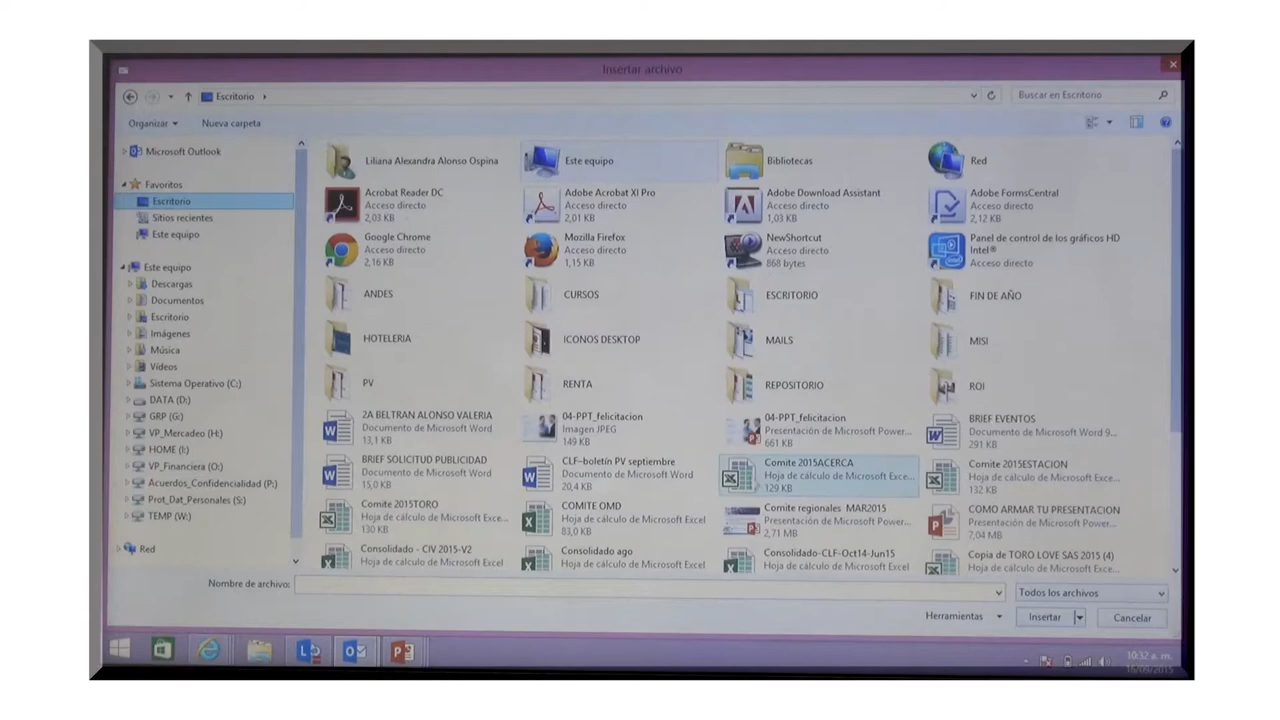 Insertar archivo
Escritorio
Buscar en Escritorio
Organizar
Nueva carpeta
Microsoft Outlook
Favoritos
Escritorio
Sitios recientes
Este equipo
Este equipo
Descargas
Documentos
Escritorio
Imágenes
Música
Vídeos
Sistema Operativo (C:)
DATA (D:)
GRP (G:)
VP_Mercadeo (H:)
HOME (I:)
VP_Financiera (O:)
Acuerdos_Confidencialidad (P:)
Prot_Dat_Personales (S:)
TEMP (W:)
Red
Liliana Alexandra Alonso Ospina
Este equipo
Bibliotecas
Red
Acrobat Reader DC
Acceso directo
2,03 KB
Adobe Acrobat XI Pro
Acceso directo
2,01 KB
Adobe Download Assistant
Acceso directo
1,03 KB
Adobe FormsCentral
Acceso directo
2,12 KB
Google Chrome
Acceso directo
2,16 KB
Mozilla Firefox
Acceso directo
1,15 KB
NewShortcut
Acceso directo
868 bytes
Panel de control de los gráficos HD
Intel®
Acceso directo
ANDES
CURSOS
ESCRITORIO
FIN DE AÑO
HOTELERIA
ICONOS DESKTOP
MAILS
MISI
PV
RENTA
REPOSITORIO
ROI
2A BELTRAN ALONSO VALERIA
Documento de Microsoft Word
13,1 KB
04-PPT_felicitacion
Imagen JPEG
149 KB
04-PPT_felicitacion
Presentación de Microsoft Power...
661 KB
BRIEF EVENTOS
Documento de Microsoft Word 9...
291 KB
BRIEF SOLICITUD PUBLICIDAD
Documento de Microsoft Word
15,0 KB
CLF-boletín PV septiembre
Documento de Microsoft Word
20,4 KB
Comite 2015ACERCA
Hoja de cálculo de Microsoft Exce...
129 KB
Comite 2015ESTACION
Hoja de cálculo de Microsoft Exce...
132 KB
Comite 2015TORO
Hoja de cálculo de Microsoft Exce...
130 KB
COMITE OMD
Hoja de cálculo de Microsoft Excel
83,0 KB
Comite regionales MAR2015
Presentación de Microsoft Power...
2,71 MB
COMO ARMAR TU PRESENTACION
Presentación de Microsoft Power...
7,04 MB
Consolidado - CIV 2015-V2
Hoja de cálculo de Microsoft Excel
Consolidado ago
Hoja de cálculo de Microsoft Excel
Consolidado-CLF-Oct14-Jun15
Hoja de cálculo de Microsoft Excel
Copia de TORO LOVE SAS 2015 (4)
Hoja de cálculo de Microsoft Exce...
Nombre de archivo:
Todos los archivos
Herramientas
Insertar
Cancelar
10:32 a. m.
16/09/2015